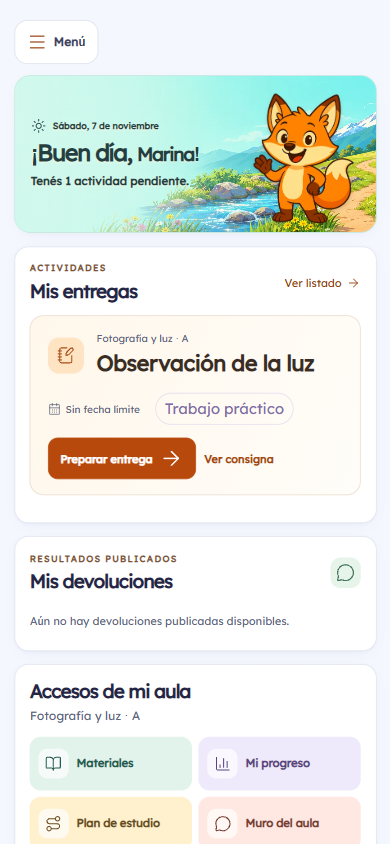 Menú
Sábado, 7 de noviembre
¡Buen día, Marina!
Tenés 1 actividad pendiente.
ACTIVIDADES
Mis entregas
Ver listado
Fotografía y luz · A
Observación de la luz
Sin fecha límite
Trabajo práctico
Preparar entrega
Ver consigna
RESULTADOS PUBLICADOS
Mis devoluciones
Aún no hay devoluciones publicadas disponibles.
Accesos de mi aula
Fotografía y luz · A
Materiales
Mi progreso
Plan de estudio
Muro del aula